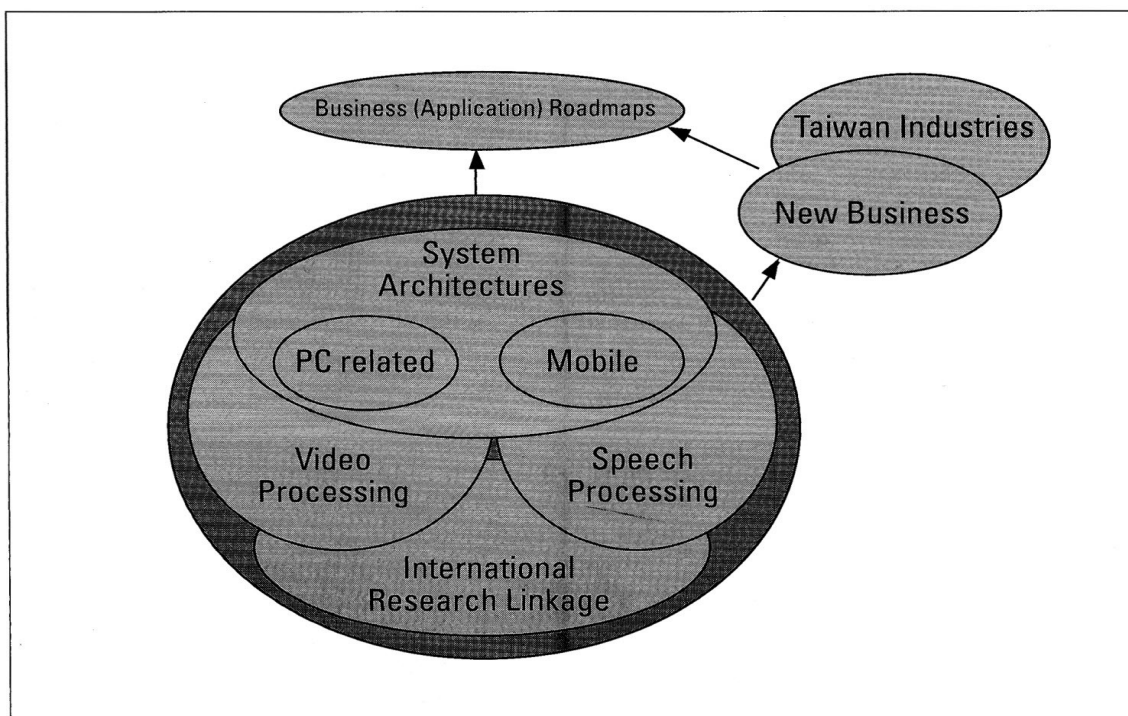 Business (Application) Roadmaps
Taiwan Industries
New Business
System
Architectures
PC related
Mobile
Video
Processing
Speech
Processing
International
Research Linkage